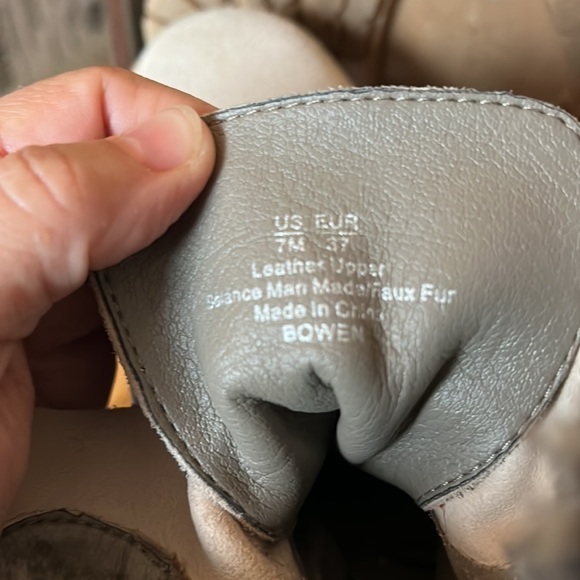 US EUR
7M 37
Leather Upper
Balance Man Made/Faux Fur
Made in China
BOWEN